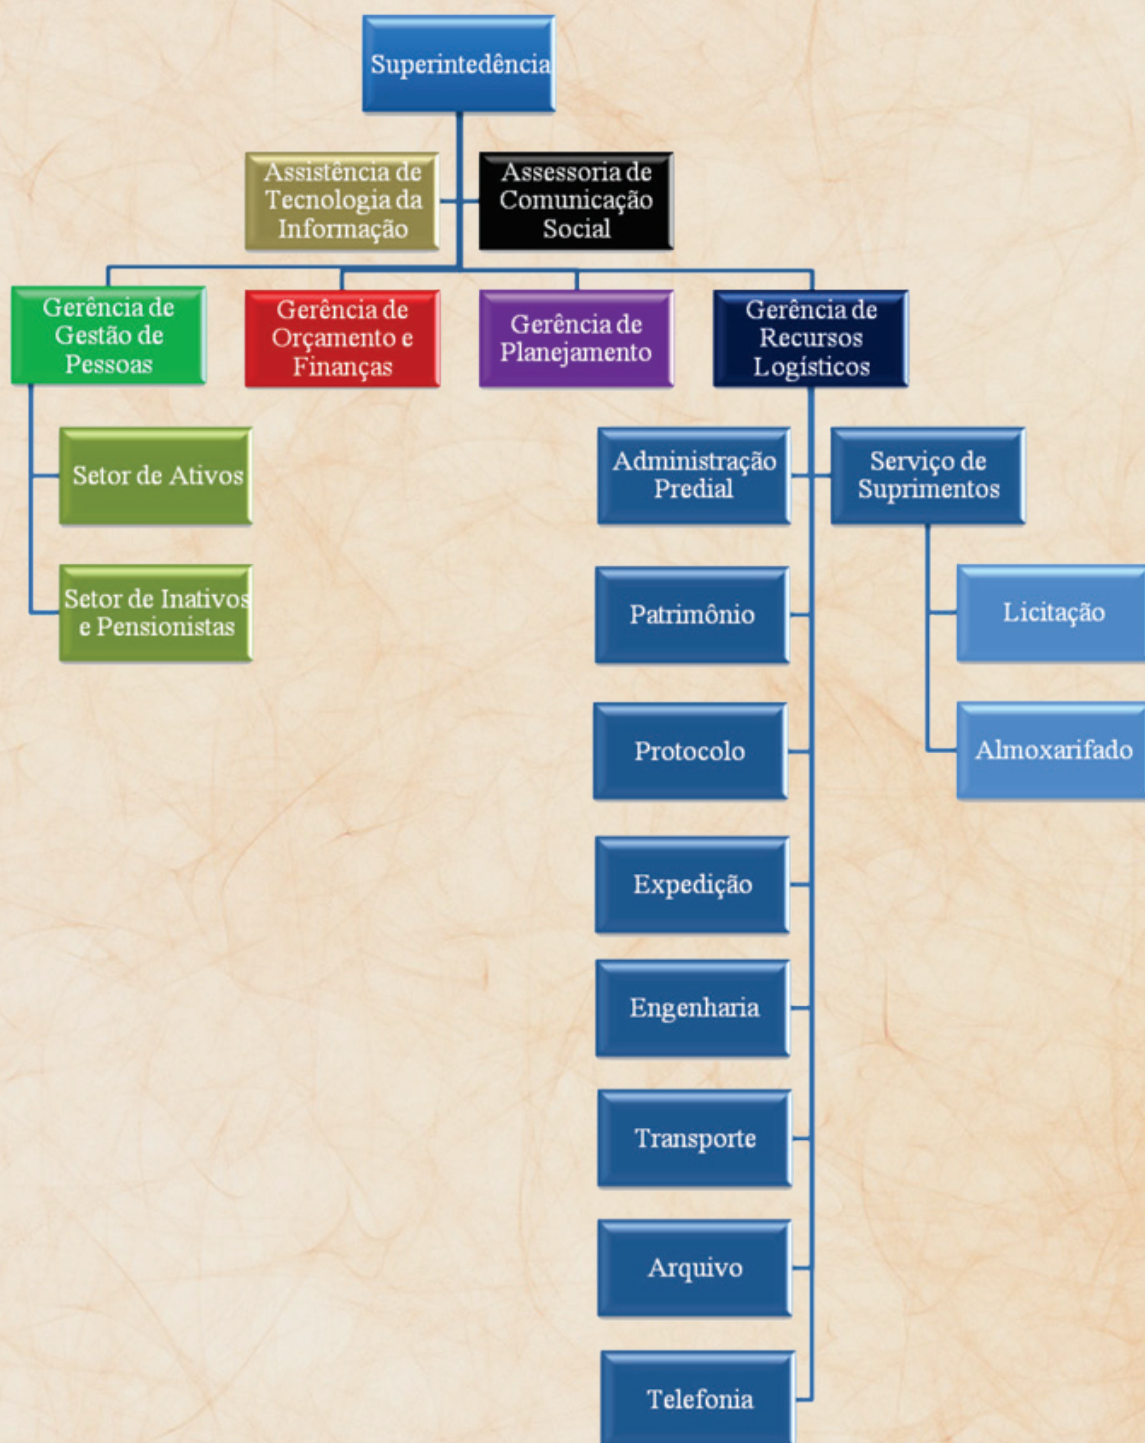 Superintedência
Assistência de
Tecnologia da
Informação
Assessoria de
Comunicação
Social
Gerência de
Gestão de
Pessoas
Gerência de
Orçamento e
Finanças
Gerência de
Planejamento
Gerência de
Recursos
Logísticos
Setor de Ativos
Setor de Inativos
e Pensionistas
Administração
Predial
Serviço de
Suprimentos
Patrimônio
Licitação
Protocolo
Almoxarifado
Expedição
Engenharia
Transporte
Arquivo
Telefonia